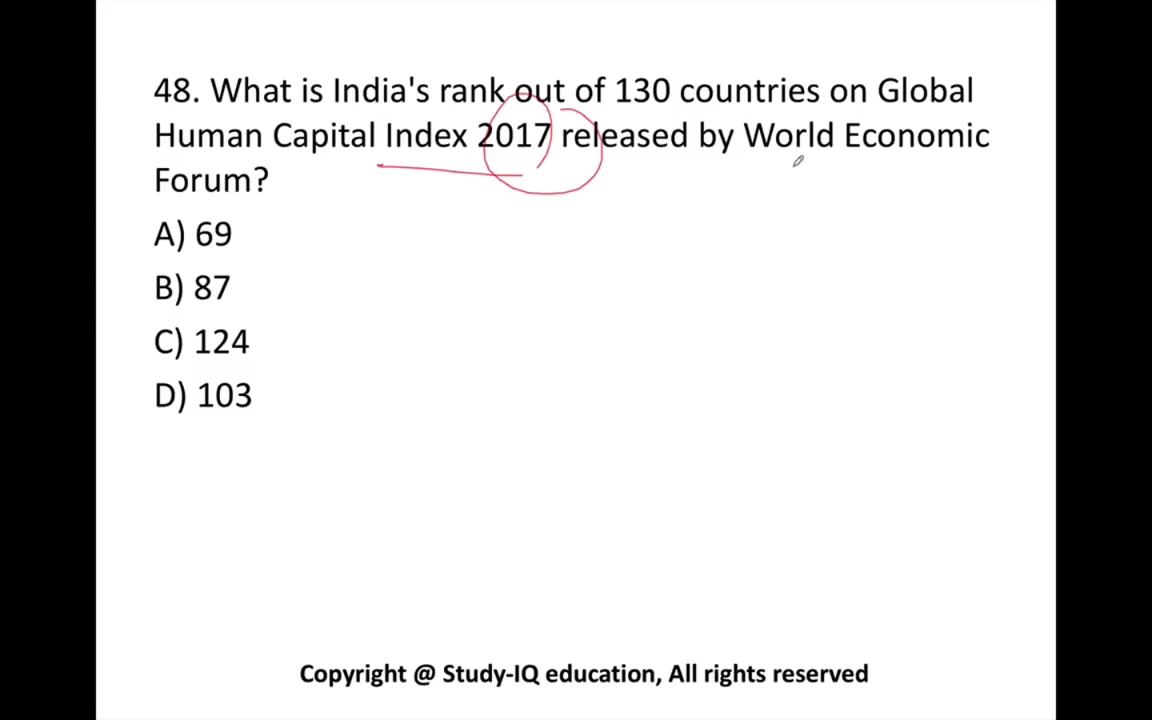 48. What is India's rank out of 130 countries on Global
Human Capital Index 2017 released by World Economic
Forum?
A) 69
B) 87
C) 124
D) 103
Copyright @ Study-IQ education, All rights reserved